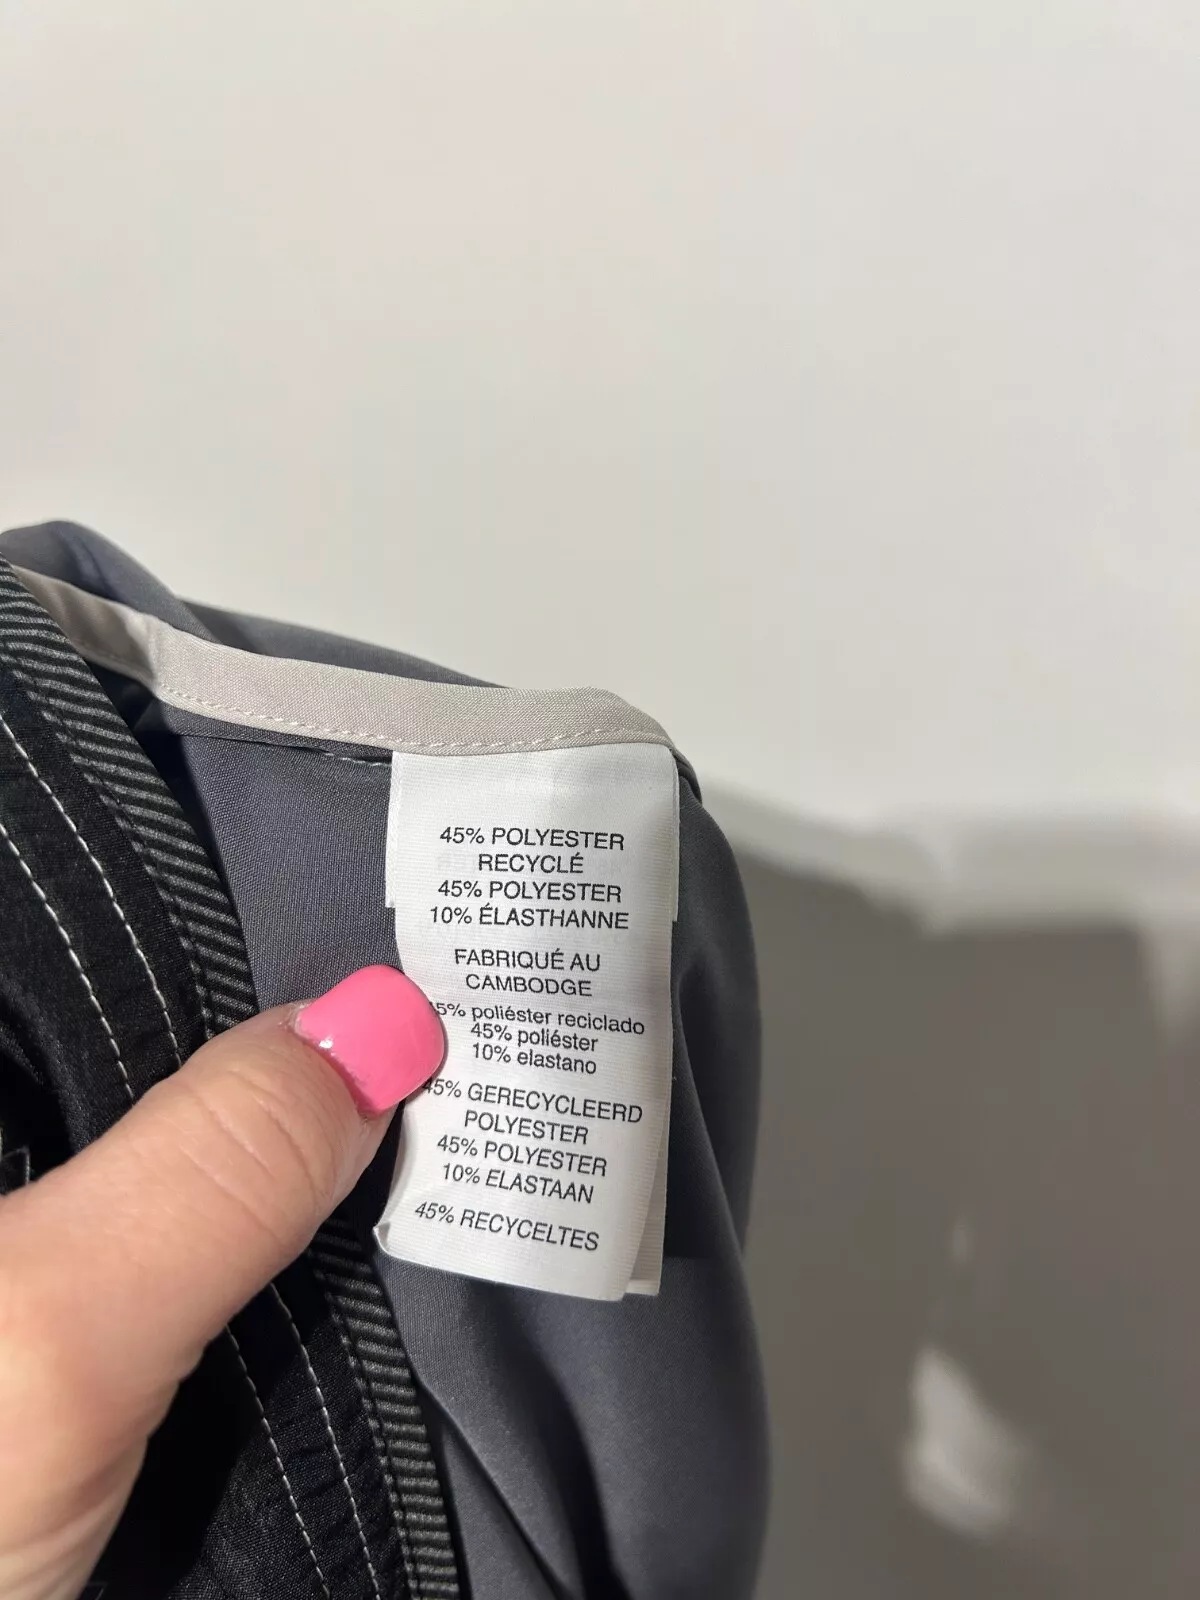 45% POLYESTER
RECYCLÉ
45% POLYESTER
10% ÉLASTHANNE
FABRIQUÉ AU
CAMBODGE
5% poliéster reciclado
45% poliéster
10% elastano
45% GERECYCLEERD
POLYESTER
45% POLYESTER
10% ELASTAAN
45% RECYCELTES